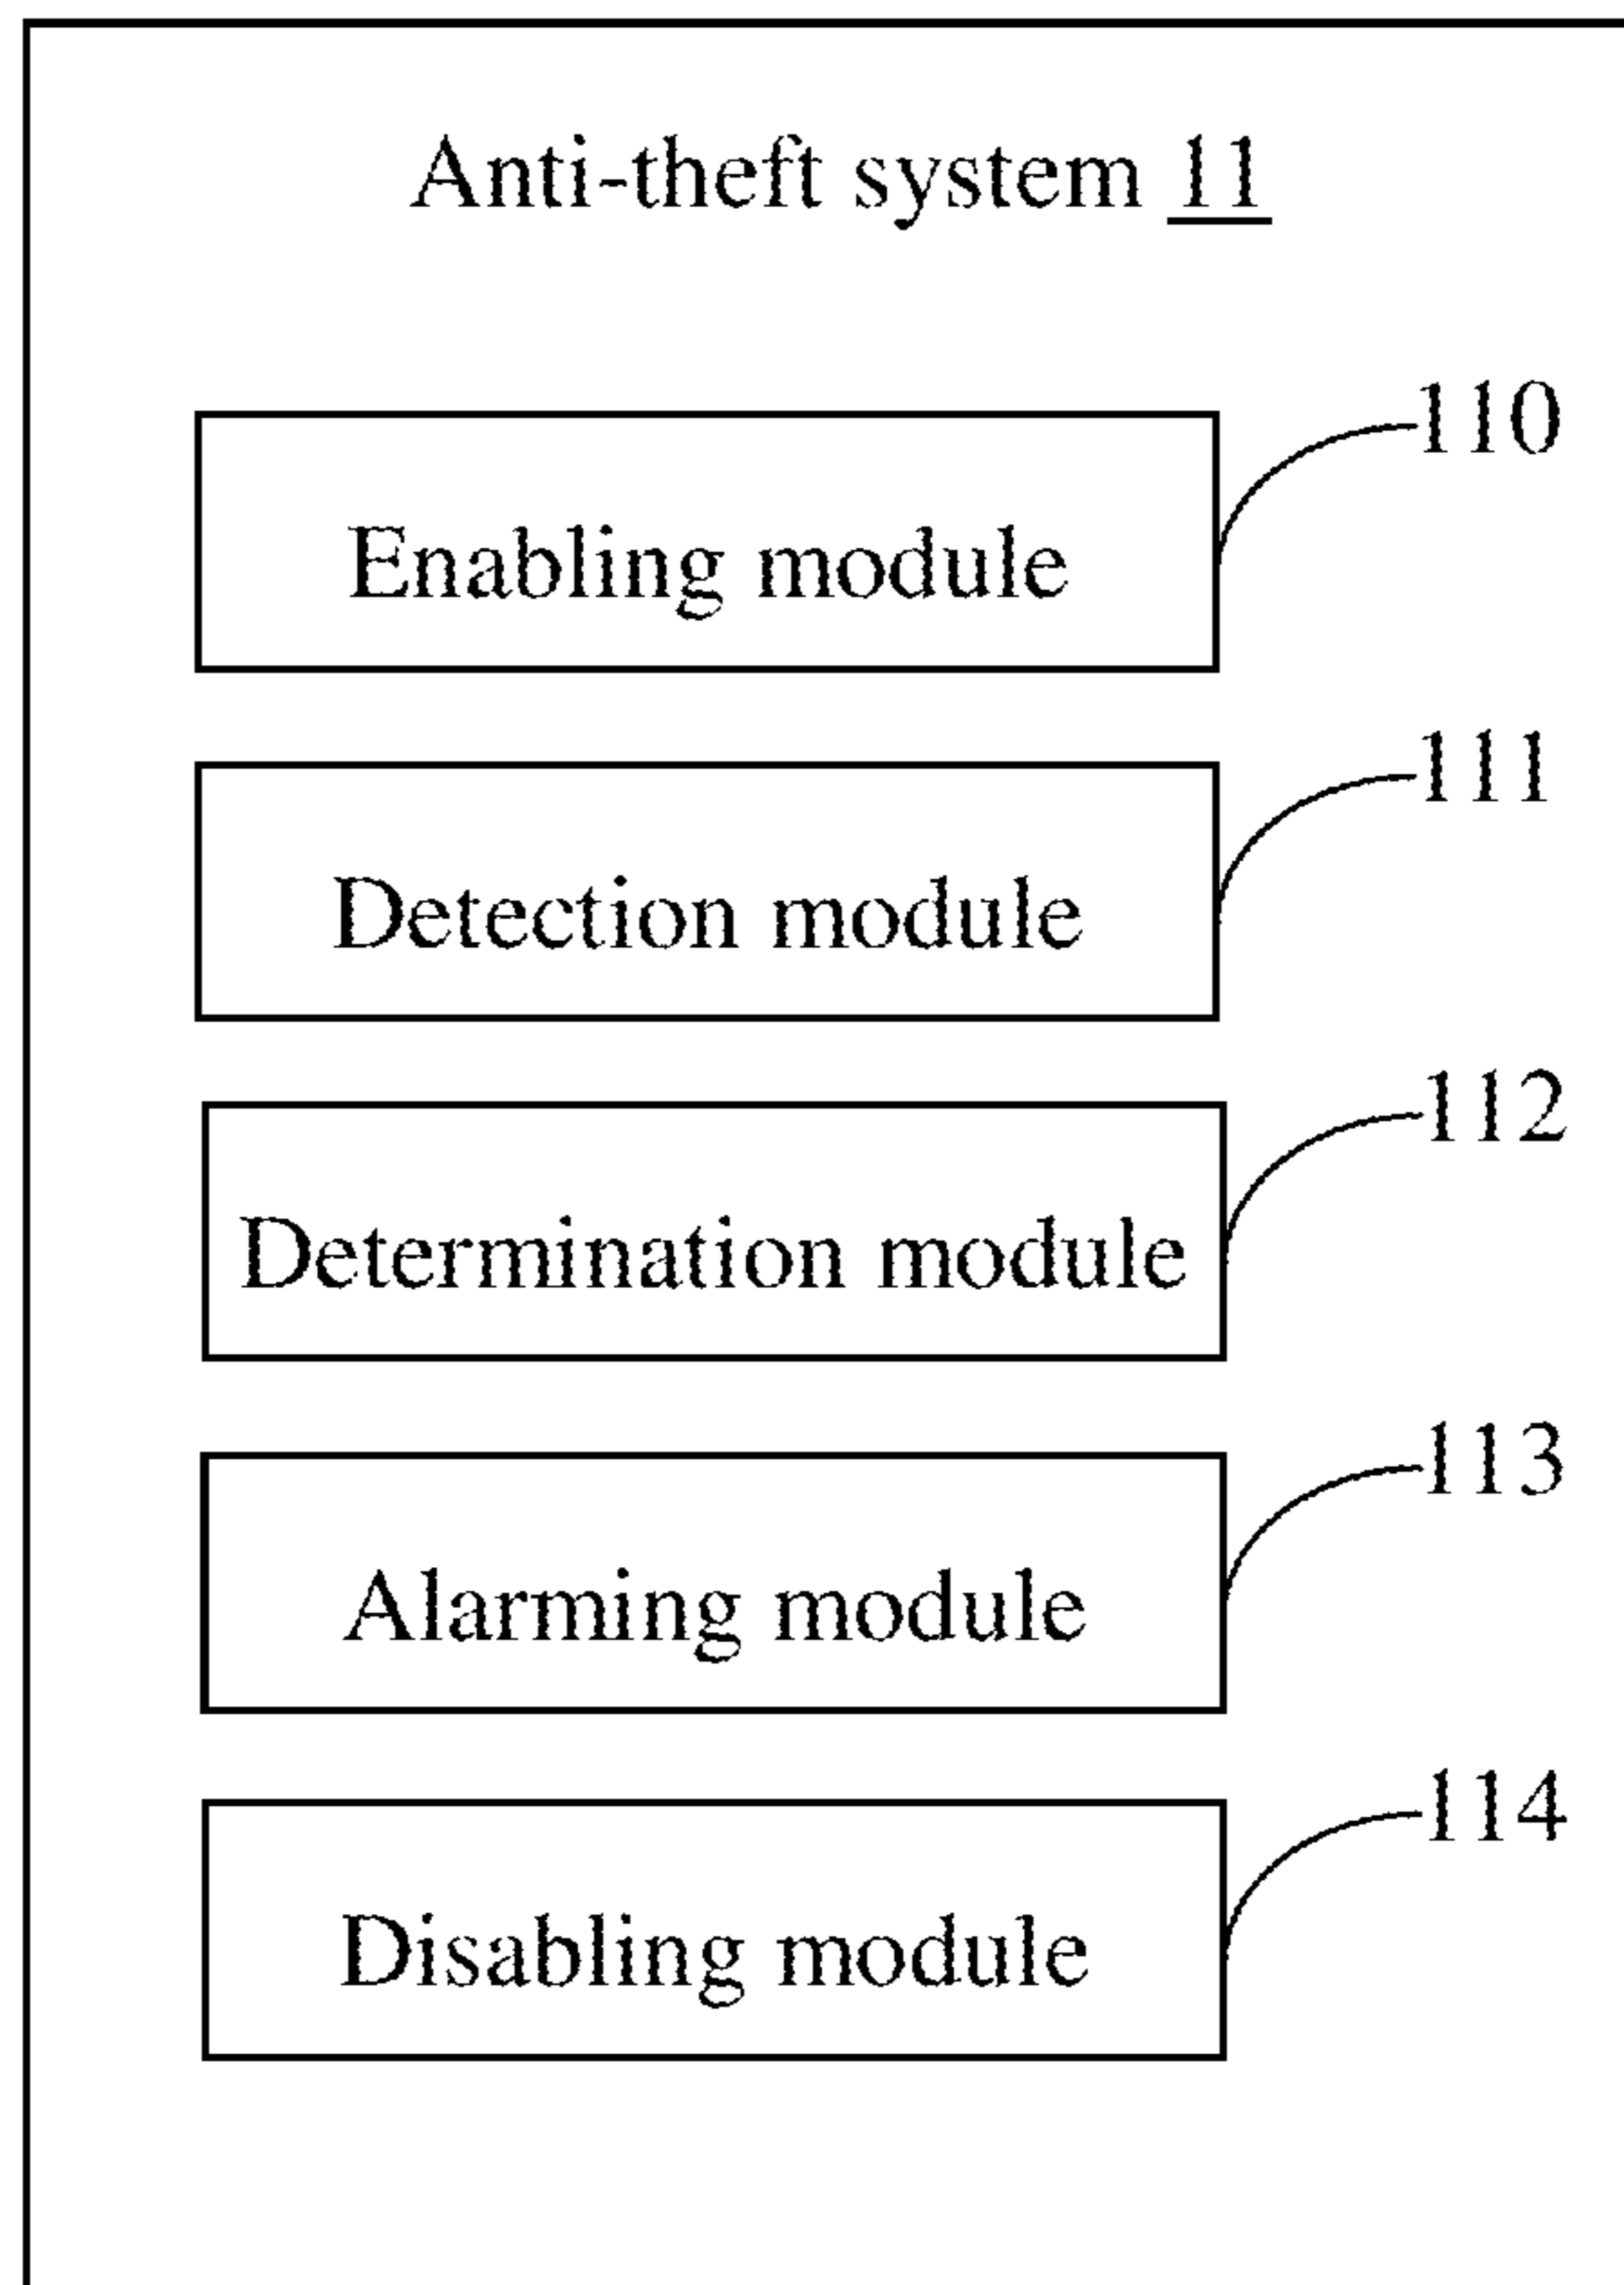 Anti-theft system 11
110
Enabling module
111
Detection module
112
Determination module
113
Alarming module
114
Disabling module